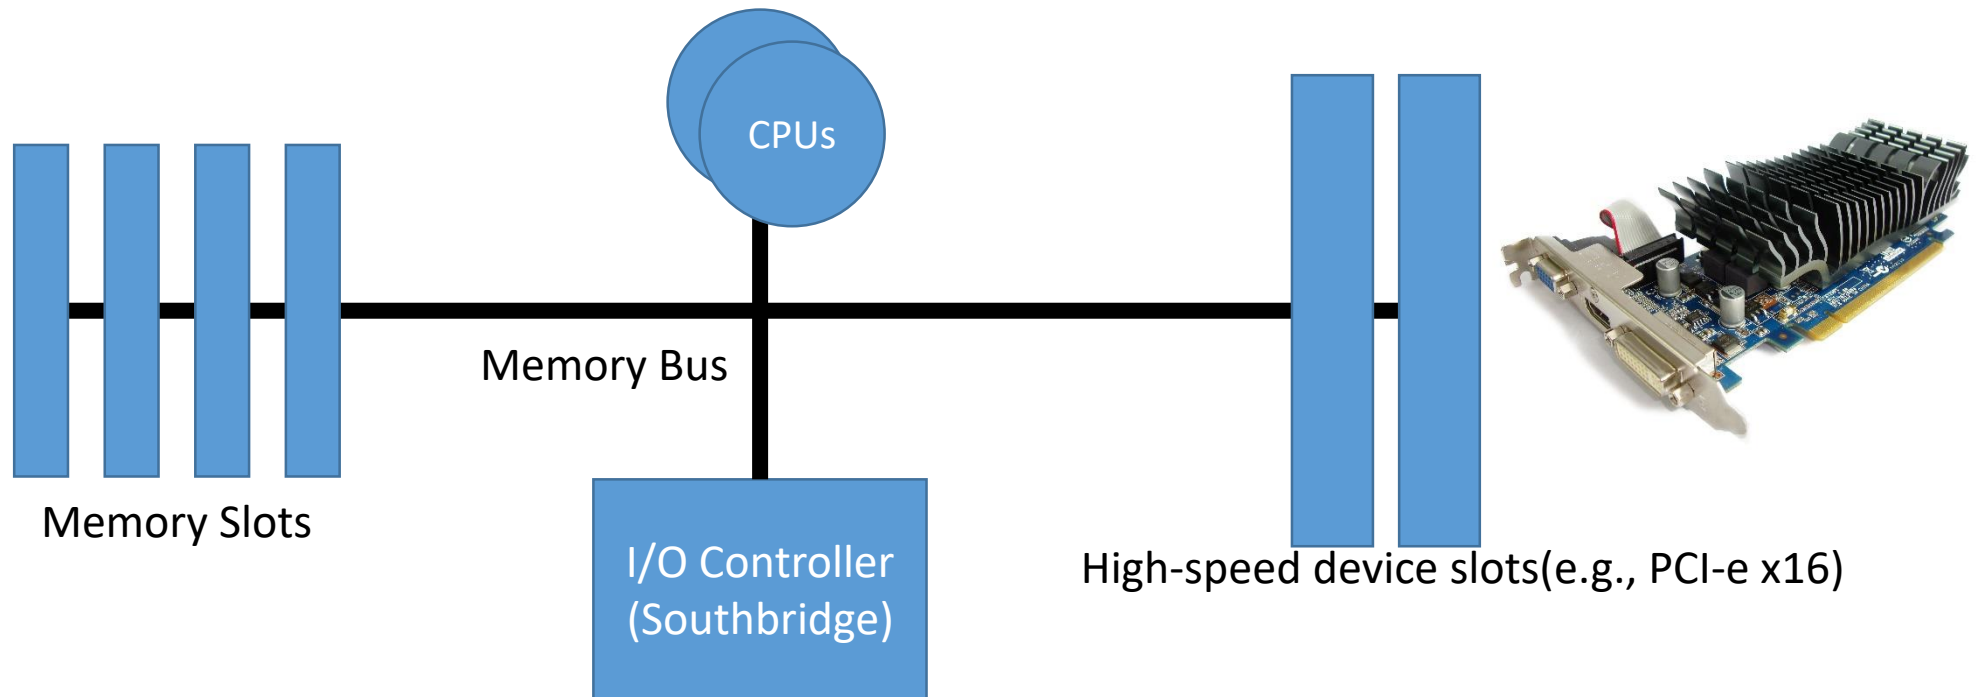 CPUs
Memory Bus
Memory Slots
I/O Controller
(Southbridge)
High-speed device slots(e.g., PCI-e x16)